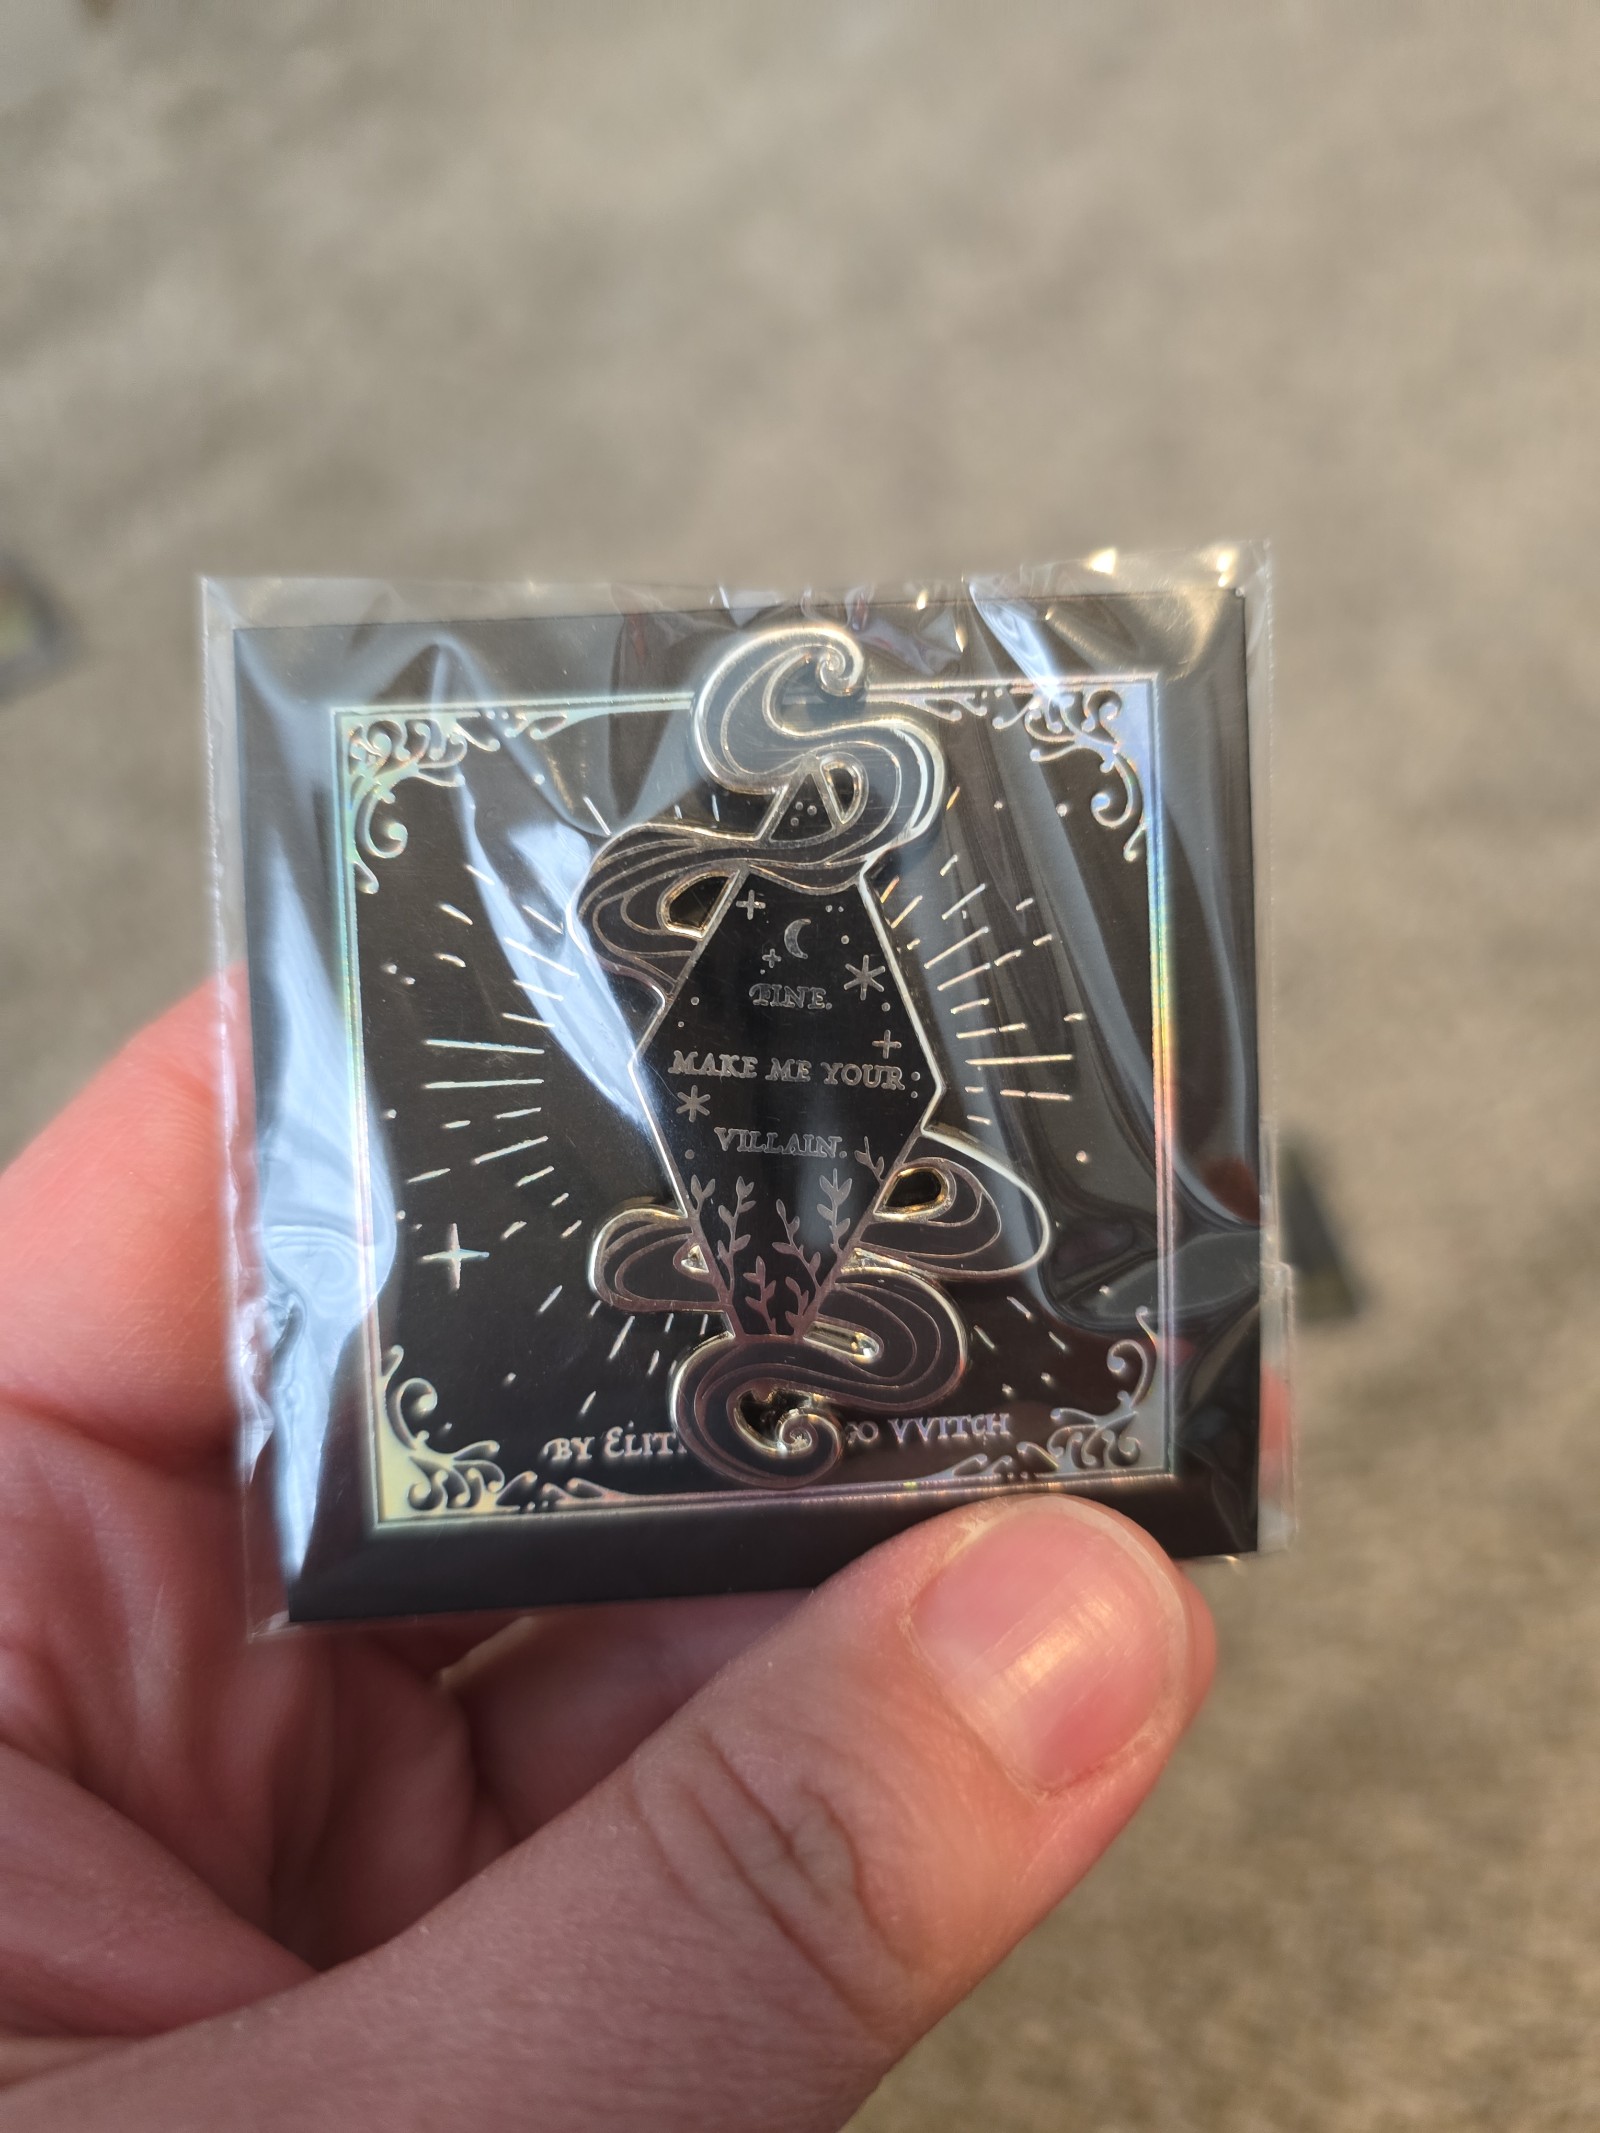 FINE.
MAKE ME YOUR
VILLAIN.
BY VVITCH